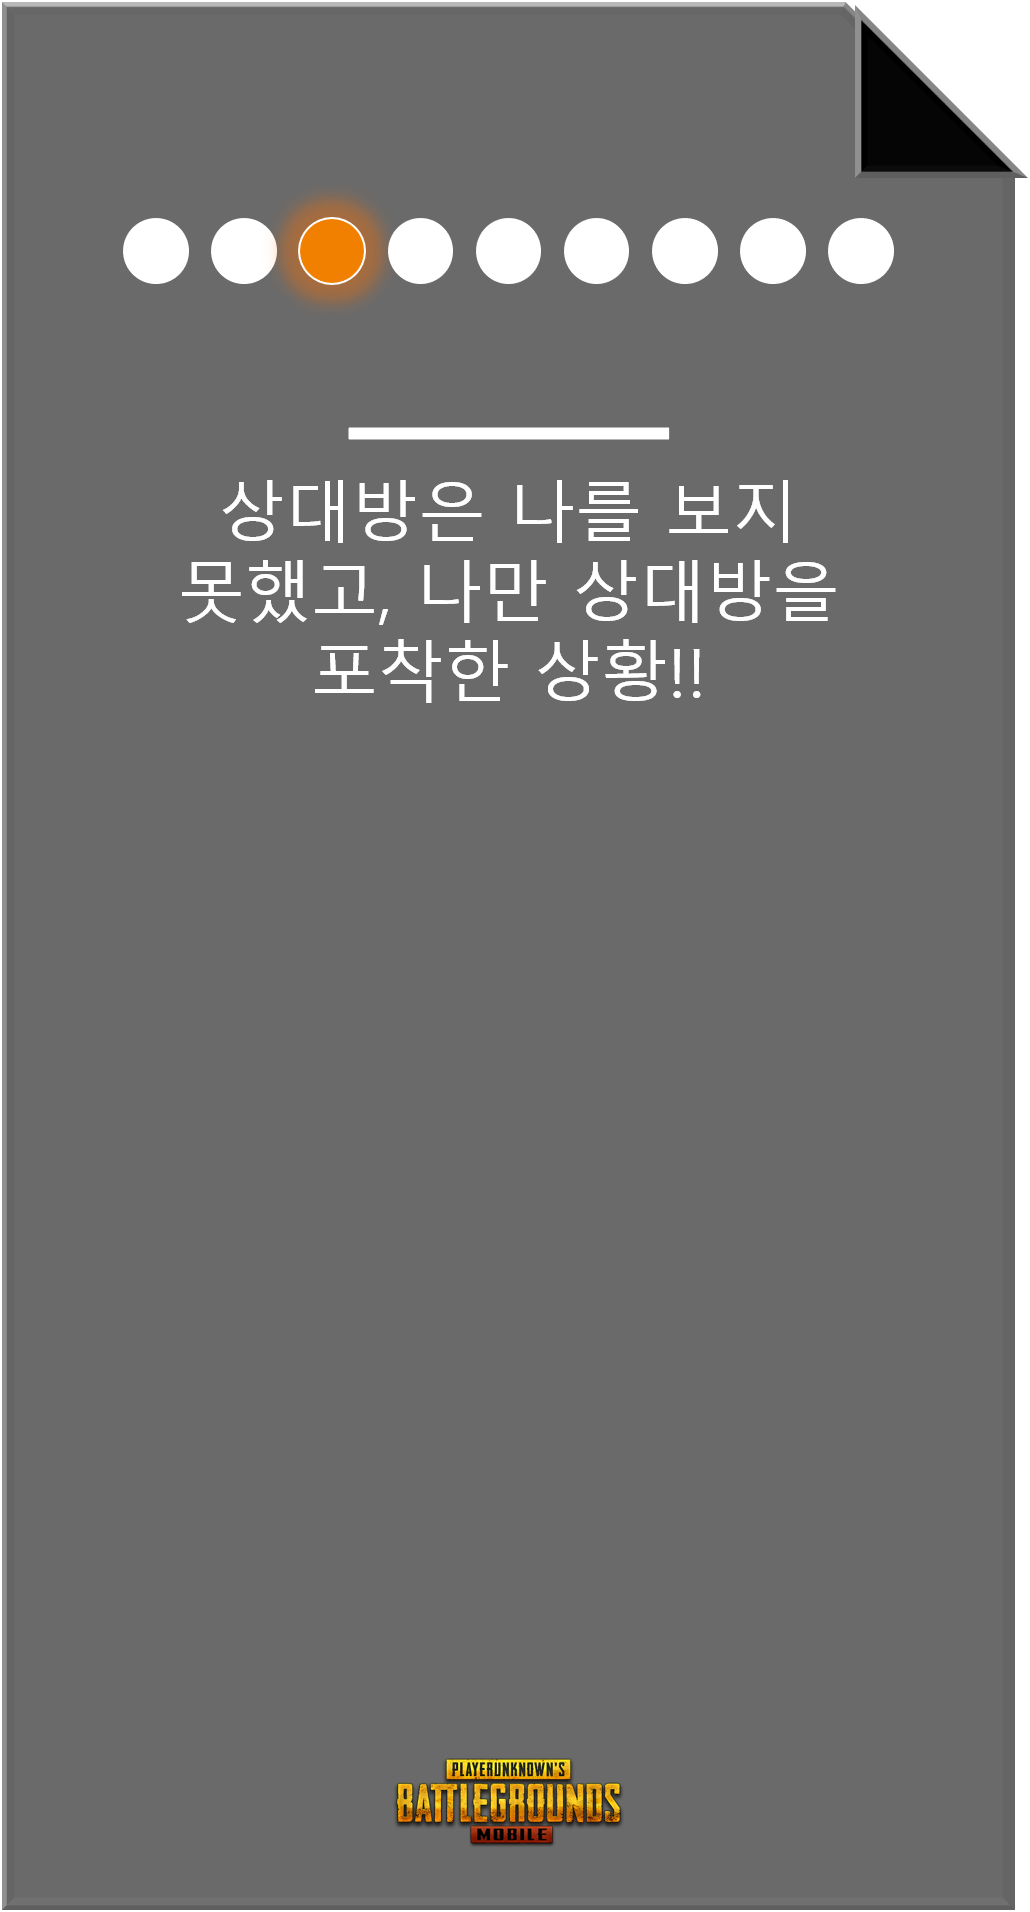 상대방은 나를 보지
못했고, 나만 상대방을
포착한 상황!!
PLAYERUNKNOWN'S
BATTLEGROUNDS
MOBILE